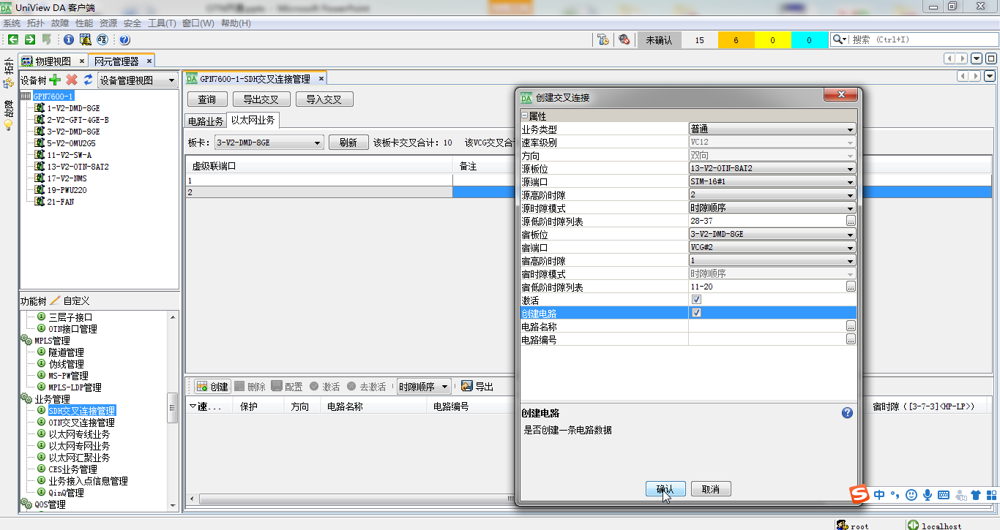 UniView DA 客户端
系统 拓扑 故障 性能 资源 安全 工具(T) 窗口(W) 帮助(H)
未确认 15 6 0 0 搜索 (Ctrl+I)
拓扑
故障
物理视图 网元管理器
设备树 设备管理视图
GPN7600-1
1-V2-DMD-8GE
2-V2-GFT-4GE-B
3-V2-DMD-8GE
5-V2-OMU2G5
11-V2-SW-A
13-V2-OTN-8AT2
17-V2-NMS
19-PWU220
21-FAN
功能树 自定义
三层子接口
OTN接口管理
MPLS管理
隧道管理
伪线管理
MS-PW管理
MPLS-LDP管理
业务管理
SDH交叉连接管理
OTN交叉连接管理
以太网专线业务
以太网专网业务
以太网汇聚业务
CES业务管理
业务接入点信息管理
QinQ管理
QOS管理
DA GPN7600-1-SDH交叉连接管理
查询 导出交叉 导入交叉
电路业务 以太网业务
板卡: 3-V2-DMD-8GE 刷新 该板卡交叉合计: 10 该VCG交叉合计
虚级联端口 备注
1
2
创建 删除 配置 激活 去激活 时隙顺序 导出
速... 保护 方向 电路名称 电路编号 宿时隙 ([3-7-3]<HP-LP>)
DA 创建交叉连接
属性
业务类型 普通
速率级别 VC12
方向 双向
源板位 13-V2-OTN-8AT2
源端口 STM-16#1
源高阶时隙 2
源时隙模式 时隙顺序
源低阶时隙列表 28-37 ...
宿板位 3-V2-DMD-8GE
宿端口 VCG#2
宿高阶时隙 1
宿时隙模式 时隙顺序
宿低阶时隙列表 11-20 ...
激活
创建电路
电路名称 ...
电路编号 ...
创建电路
是否创建一条电路数据
确认 取消
中
root localhost